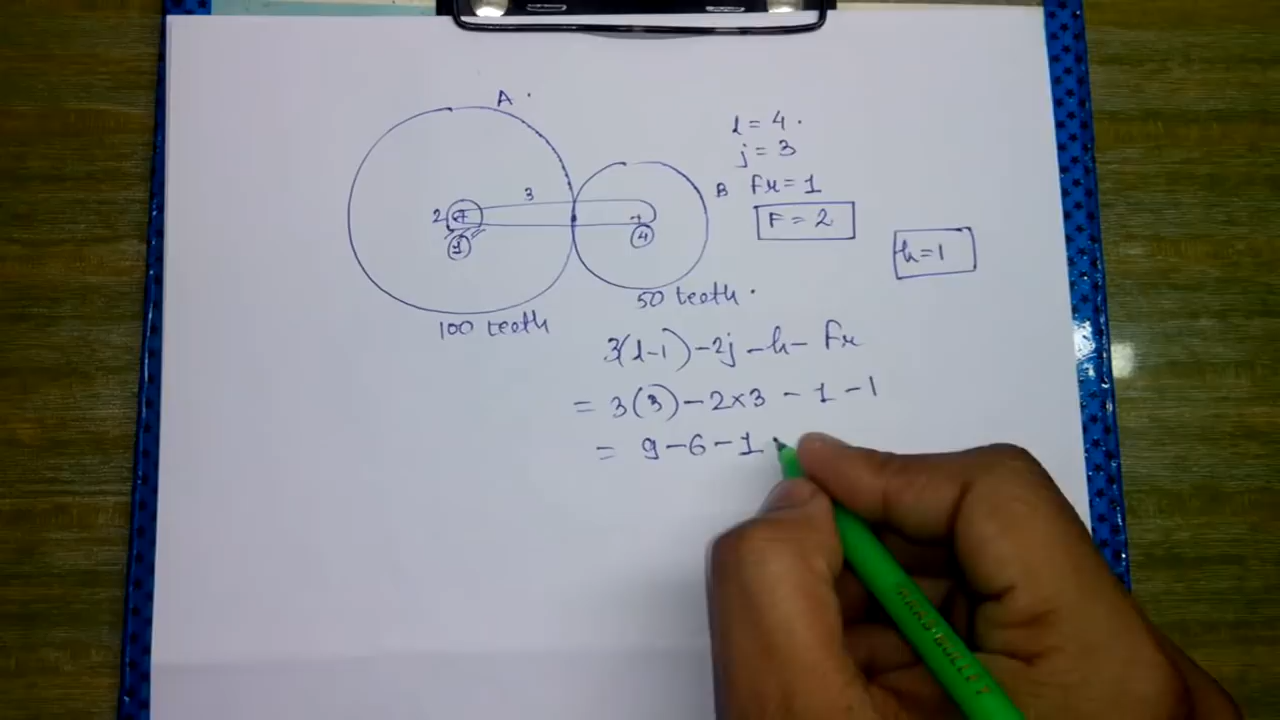 A .
l = 4 .
j = 3
3
B Fr = 1
2
F = 2
1
4
h = 1
50 teeth .
100 teeth
3(l-1) - 2j - h - Fr
= 3(3) - 2×3 - 1 - 1
= 9 - 6 - 1